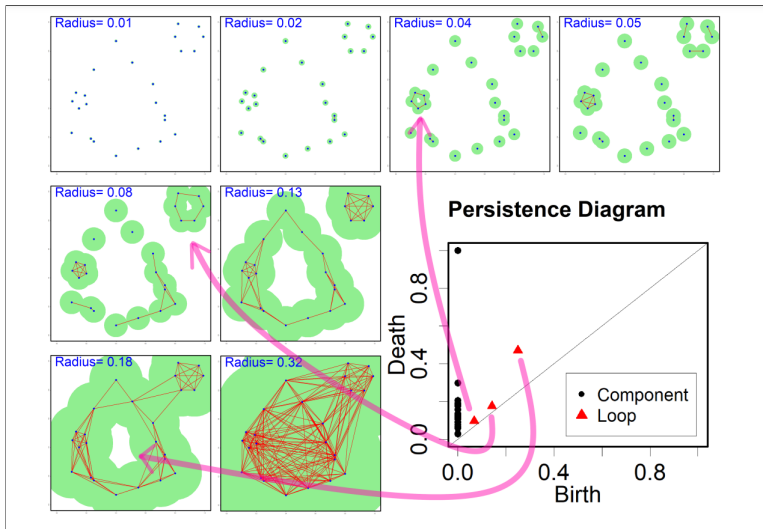 Radius= 0.01
Radius= 0.02
Radius= 0.04
Radius= 0.05
Radius= 0.08
Radius= 0.13
Radius= 0.18
Radius= 0.32
Persistence Diagram
Death
0.0
0.4
0.8
Component
Loop
0.0
0.4
0.8
Birth